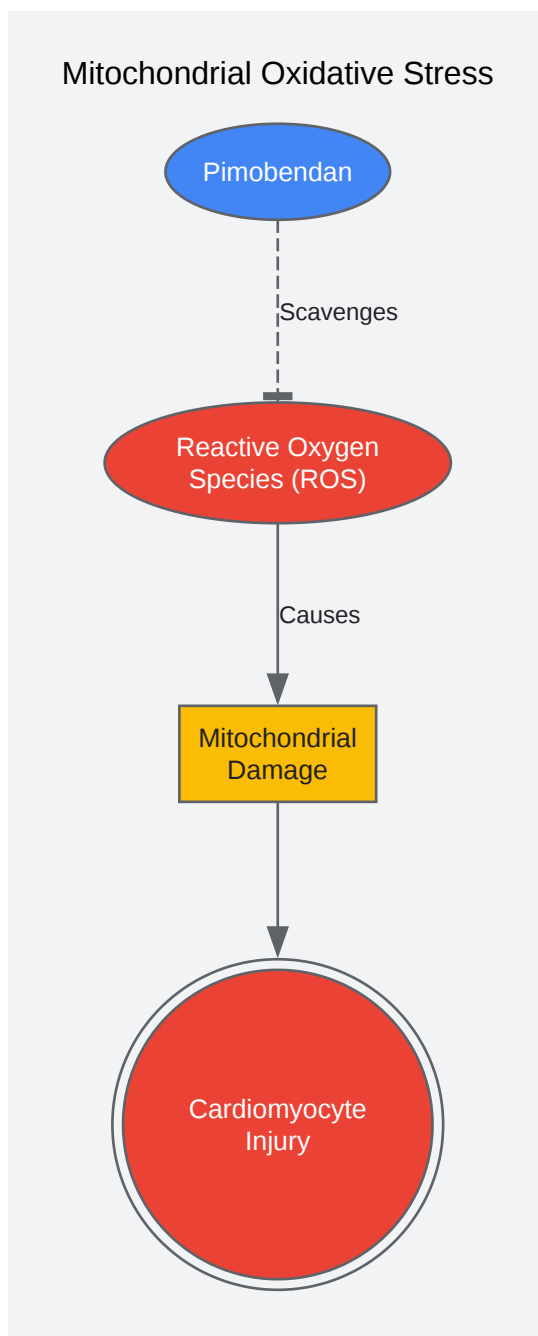 Mitochondrial Oxidative Stress
Pimobendan
Scavenges
Reactive Oxygen
Species (ROS)
Causes
Mitochondrial
Damage
Cardiomyocyte
Injury